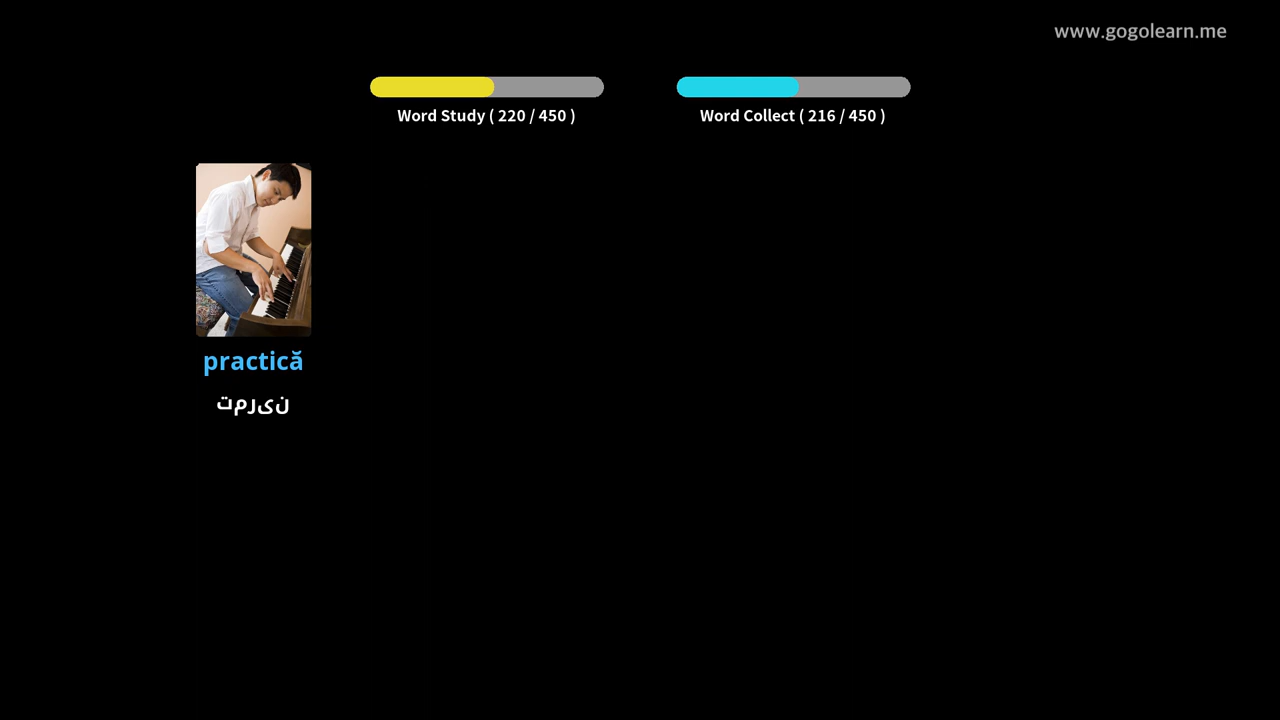 www.gogolearn.me
Word Study ( 220 / 450 )
Word Collect ( 216 / 450 )
practică
تمرین